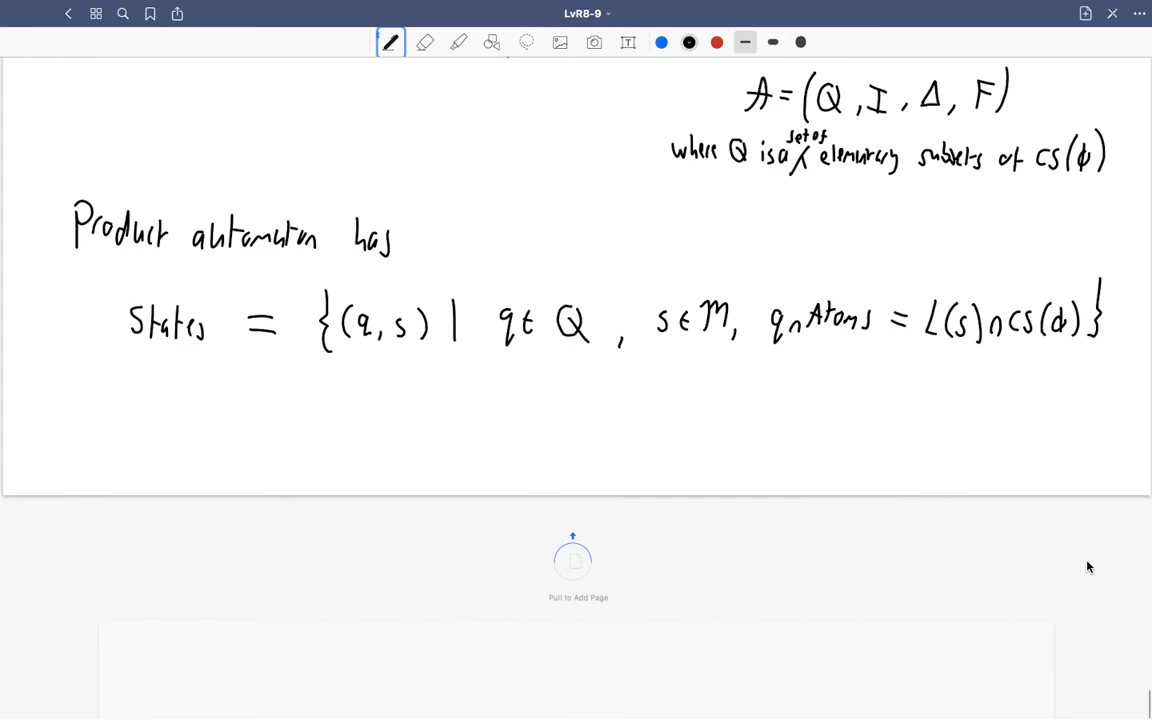 LvR8-9
𝒜 = (Q, I, Δ, F)
where Q is a set of elementary subsets of cs(ϕ)
Product automaton has
States = {(q, s) | q ∈ Q, s ∈ M, q ∩ Atoms = L(s) ∩ cs(ϕ)}
Pull to Add Page